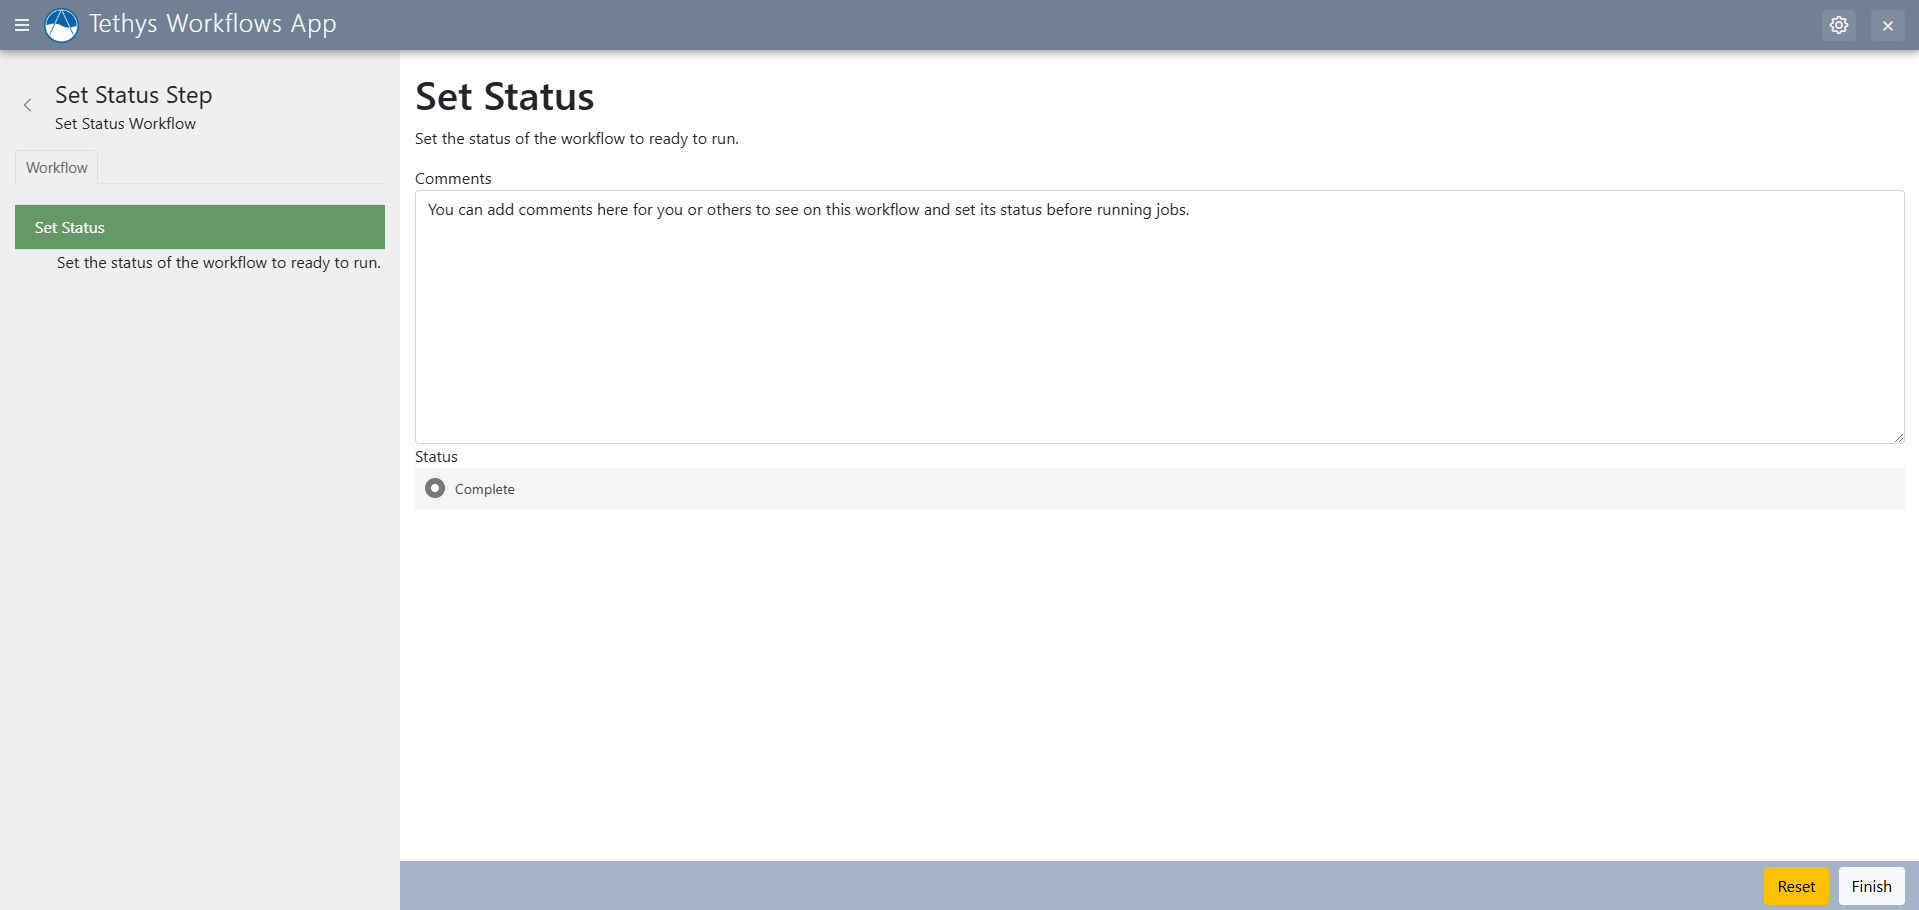 Tethys Workflows App
Set Status Step
Set Status Workflow
Workflow
Set Status
Set the status of the workflow to ready to run.
Set Status
Set the status of the workflow to ready to run.
Comments
You can add comments here for you or others to see on this workflow and set its status before running jobs.
Status
Complete
Reset
Finish